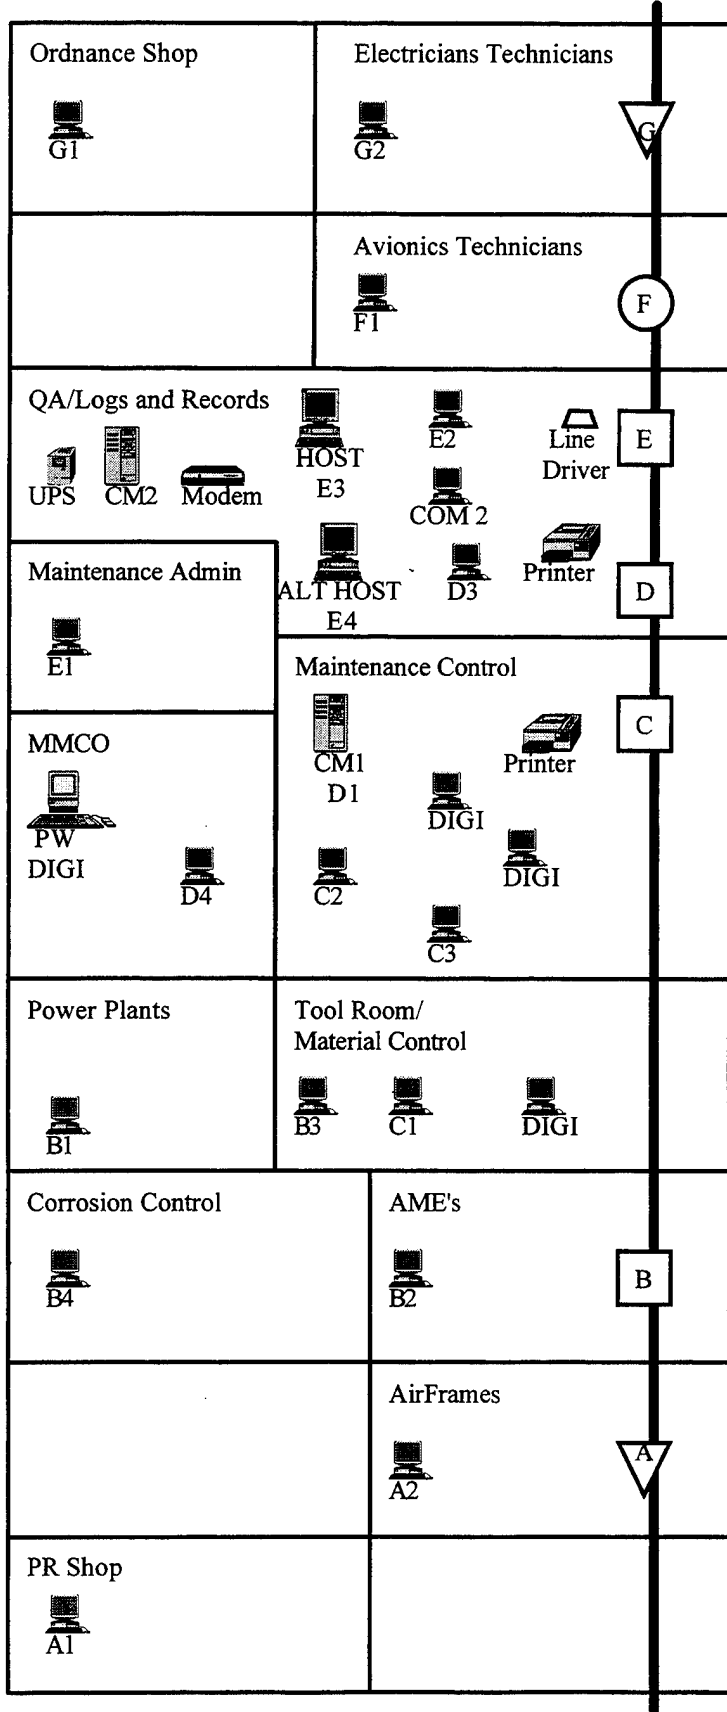 Ordnance Shop
G1
Electricians Technicians
G2
G
Avionics Technicians
F1
F
QA/Logs and Records
UPS
CM2
Modem
HOST
E3
E2
COM 2
Line
Driver
E
ALT HOST
E4
D3
Printer
D
Maintenance Admin
E1
Maintenance Control
CM1
D1
Printer
DIGI
DIGI
C2
C3
C
MMCO
PW
DIGI
D4
Power Plants
B1
Tool Room/
Material Control
B3
C1
DIGI
Corrosion Control
B4
AME's
B2
B
AirFrames
A2
A
PR Shop
A1